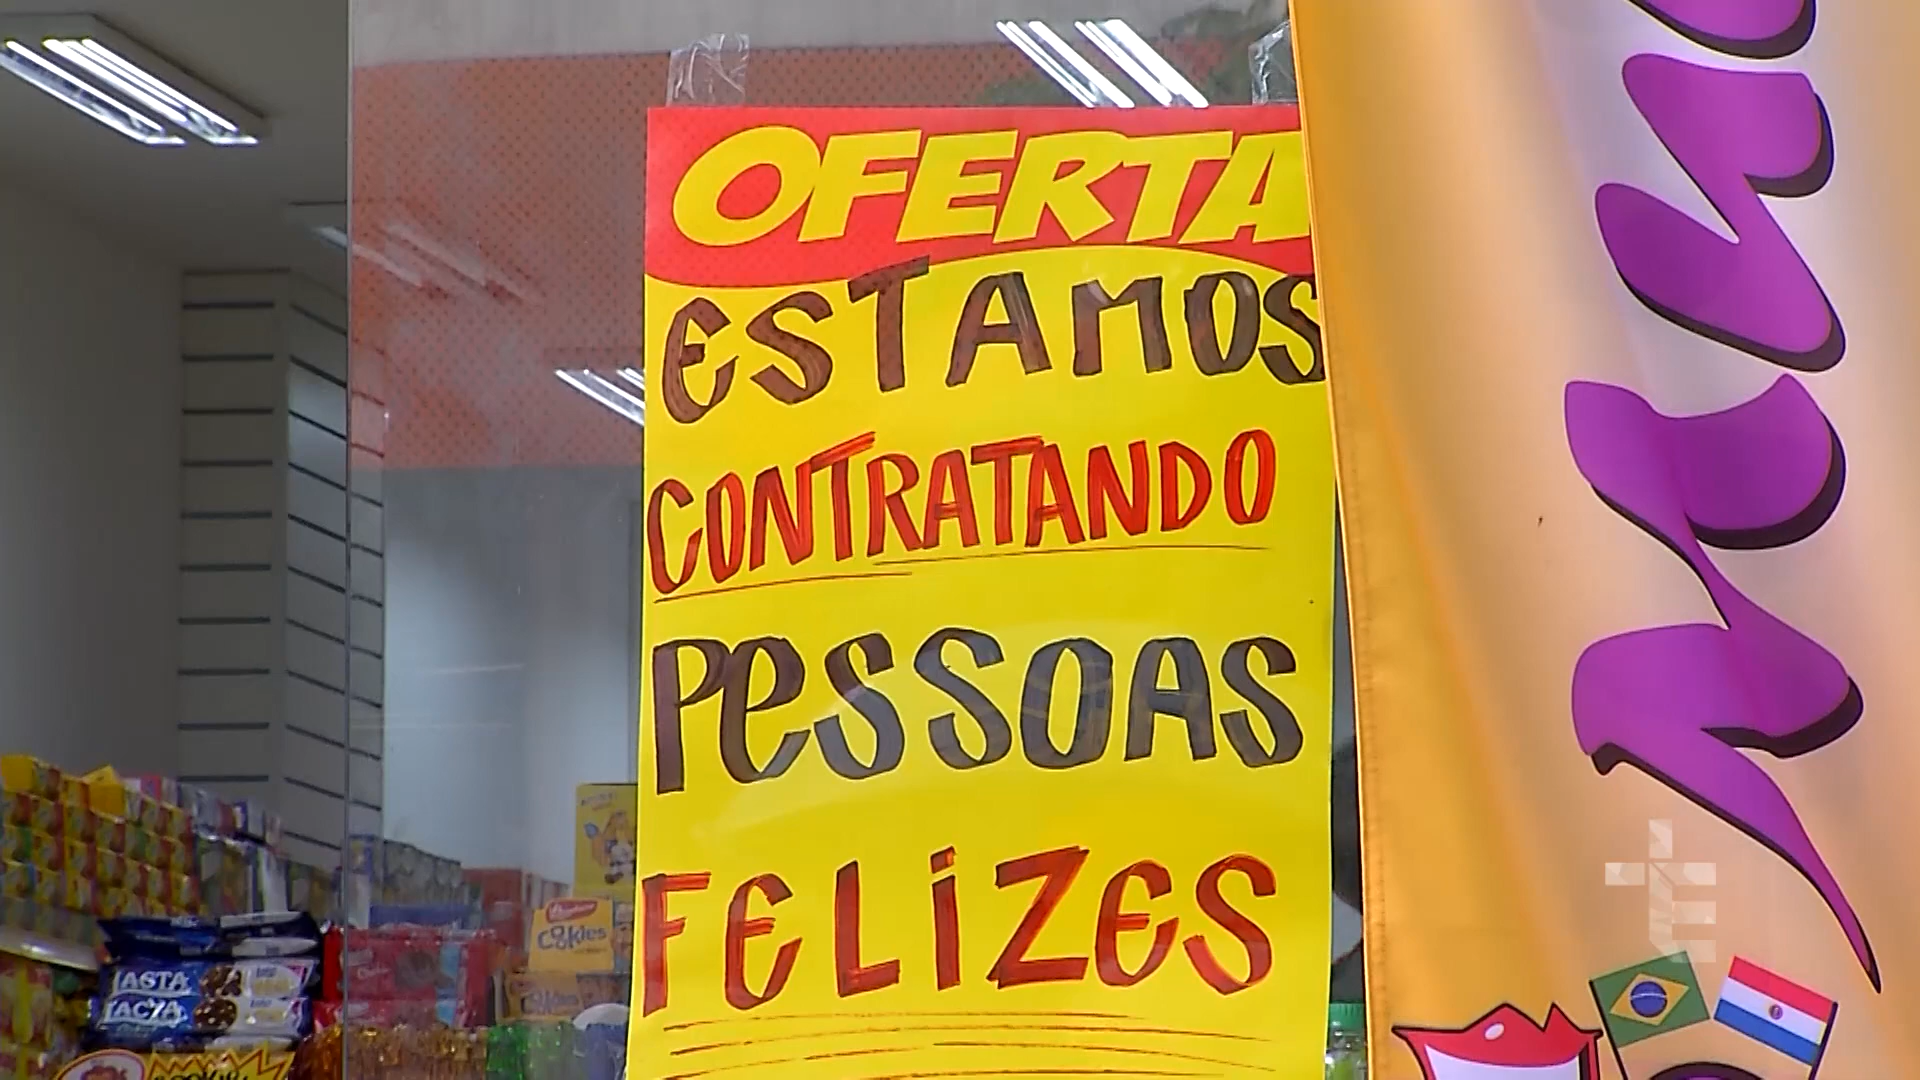 OFERTA
ESTAMOS
CONTRATANDO
PESSOAS
FELIZES
Cookies